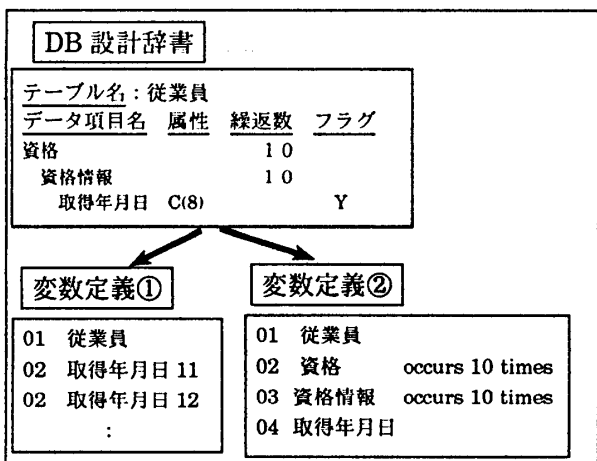 DB 設計辞書
テーブル名：従業員
データ項目名 属性 繰返数 フラグ
資格 10
資格情報 10
取得年月日 C(8) Y
変数定義①
01 従業員
02 取得年月日 11
02 取得年月日 12
:
変数定義②
01 従業員
02 資格 occurs 10 times
03 資格情報 occurs 10 times
04 取得年月日